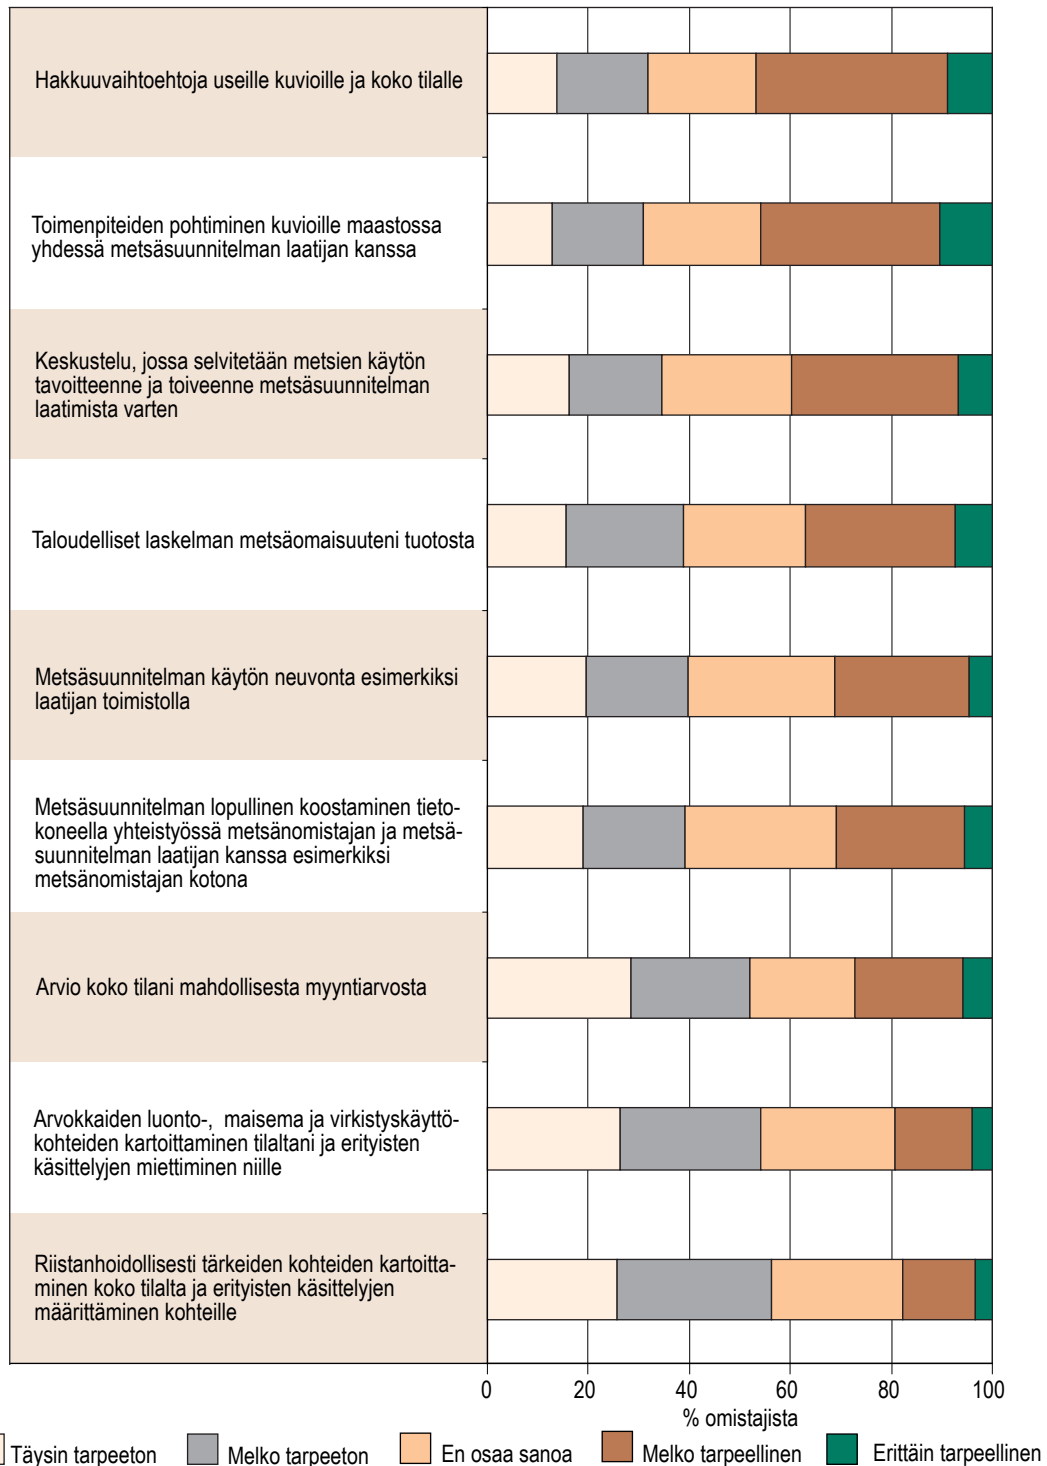 Hakkuuvaihtoehtoja useille kuvioille ja koko tilalle
Toimenpiteiden pohtiminen kuvioille maastossa
yhdessä metsäsuunnitelman laatijan kanssa
Keskustelu, jossa selvitetään metsien käytön
tavoitteenne ja toiveenne metsäsuunnitelman
laatimista varten
Taloudelliset laskelman metsäomaisuuteni tuotosta
Metsäsuunnitelman käytön neuvonta esimerkiksi
laatijan toimistolla
Metsäsuunnitelman lopullinen koostaminen tieto-
koneella yhteistyössä metsänomistajan ja metsä-
suunnitelman laatijan kanssa esimerkiksi
metsänomistajan kotona
Arvio koko tilani mahdollisesta myyntiarvosta
Arvokkaiden luonto-, maisema ja virkistyskäyttö-
kohteiden kartoittaminen tilaltani ja erityisten
käsittelyjen miettiminen niille
Riistanhoidollisesti tärkeiden kohteiden kartoitta-
minen koko tilalta ja erityisten käsittelyjen
määrittäminen kohteille
0 20 40 60 80 100
% omistajista
Täysin tarpeeton Melko tarpeeton En osaa sanoa Melko tarpeellinen Erittäin tarpeellinen